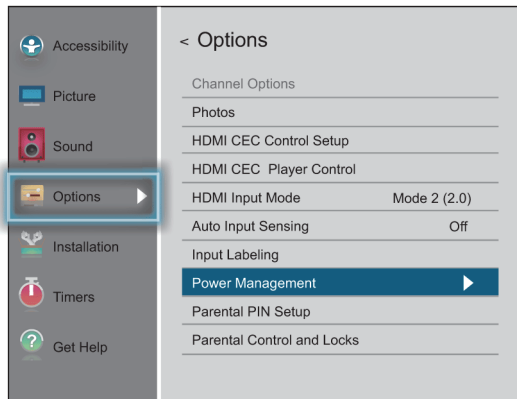 Accessibility
Picture
Sound
Options
Installation
Timers
Get Help
< Options
Channel Options
Photos
HDMI CEC Control Setup
HDMI CEC Player Control
HDMI Input Mode Mode 2 (2.0)
Auto Input Sensing Off
Input Labeling
Power Management
Parental PIN Setup
Parental Control and Locks